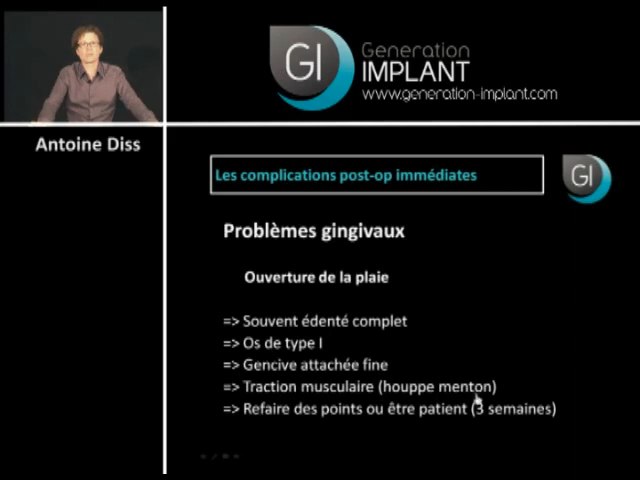 GI
Generation
IMPLANT
www.generation-implant.com
Antoine Diss
Les complications post-op immédiates
GI
Problèmes gingivaux
Ouverture de la plaie
=> Souvent édenté complet
=> Os de type I
=> Gencive attachée fine
=> Traction musculaire (houppe menton)
=> Refaire des points ou être patient (3 semaines)